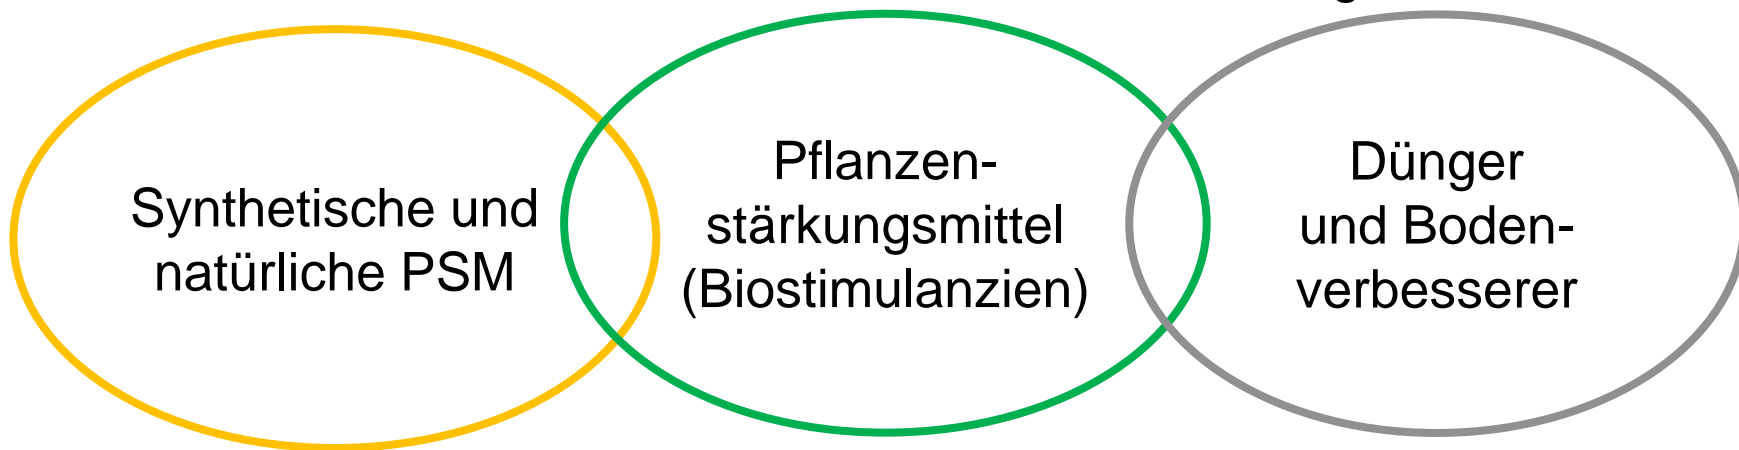 Synthetische und
natürliche PSM
Pflanzen-
stärkungsmittel
(Biostimulanzien)
Dünger
und Boden-
verbesserer